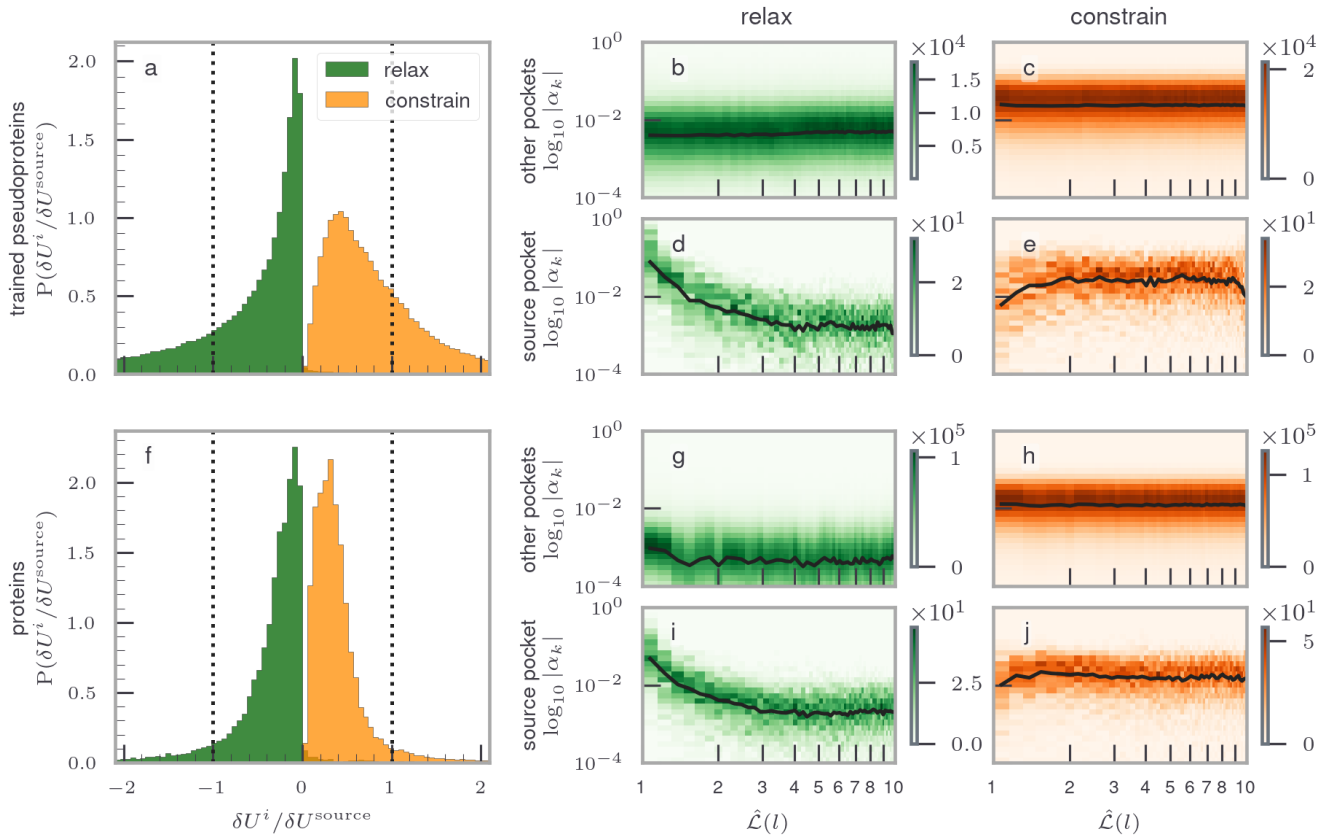 relax
constrain
trained pseudoproteins
P(δU^i/δU^source)
2.0
1.5
1.0
0.5
0.0
a
relax
constrain
other pockets
log10 |αk|
10^0
10^−2
10^−4
b
×10^4
1.5
1.0
0.5
c
×10^4
2
0
source pocket
log10 |αk|
10^0
10^−2
10^−4
d
×10^1
2
0
e
×10^1
2
0
proteins
P(δU^i/δU^source)
2.0
1.5
1.0
0.5
0.0
f
−2
−1
0
1
2
δU^i/δU^source
other pockets
log10 |αk|
10^0
10^−2
10^−4
g
×10^5
1
0
h
×10^5
1
0
source pocket
log10 |αk|
10^0
10^−2
10^−4
i
×10^1
2.5
0.0
j
×10^1
5
0
1 2 3 4 5 6 7 8 9 10
L̂(l)
1 2 3 4 5 6 7 8 9 10
L̂(l)